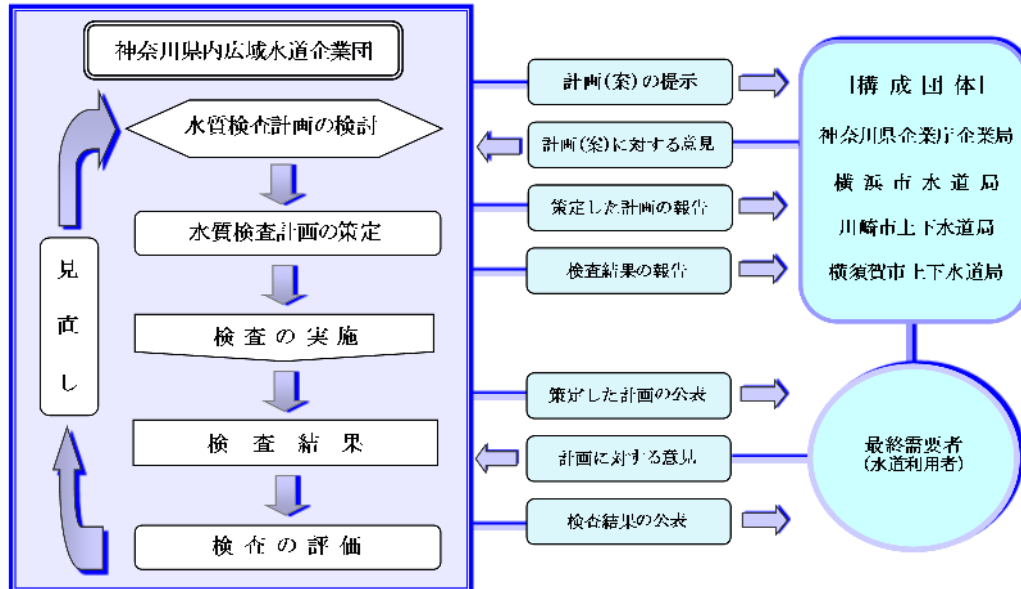 神奈川県内広域水道企業団
水質検査計画の検討
水質検査計画の策定
検査の実施
検査結果
検査の評価
見直し
計画(案)の提示
計画(案)に対する意見
策定した計画の報告
検査結果の報告
策定した計画の公表
計画に対する意見
検査結果の公表
|構成団体|
神奈川県企業庁企業局
横浜市水道局
川崎市上下水道局
横須賀市上下水道局
最終需要者
(水道利用者)